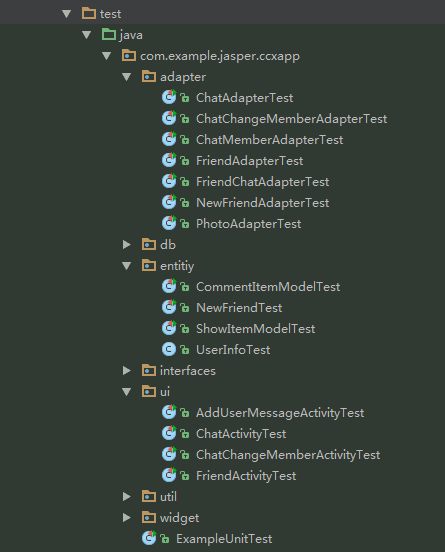 test
java
com.example.jasper.ccxapp
adapter
ChatAdapterTest
ChatChangeMemberAdapterTest
ChatMemberAdapterTest
FriendAdapterTest
FriendChatAdapterTest
NewFriendAdapterTest
PhotoAdapterTest
db
entitiy
CommentItemModelTest
NewFriendTest
ShowItemModelTest
UserInfoTest
interfaces
ui
AddUserMessageActivityTest
ChatActivityTest
ChatChangeMemberActivityTest
FriendActivityTest
util
widget
ExampleUnitTest